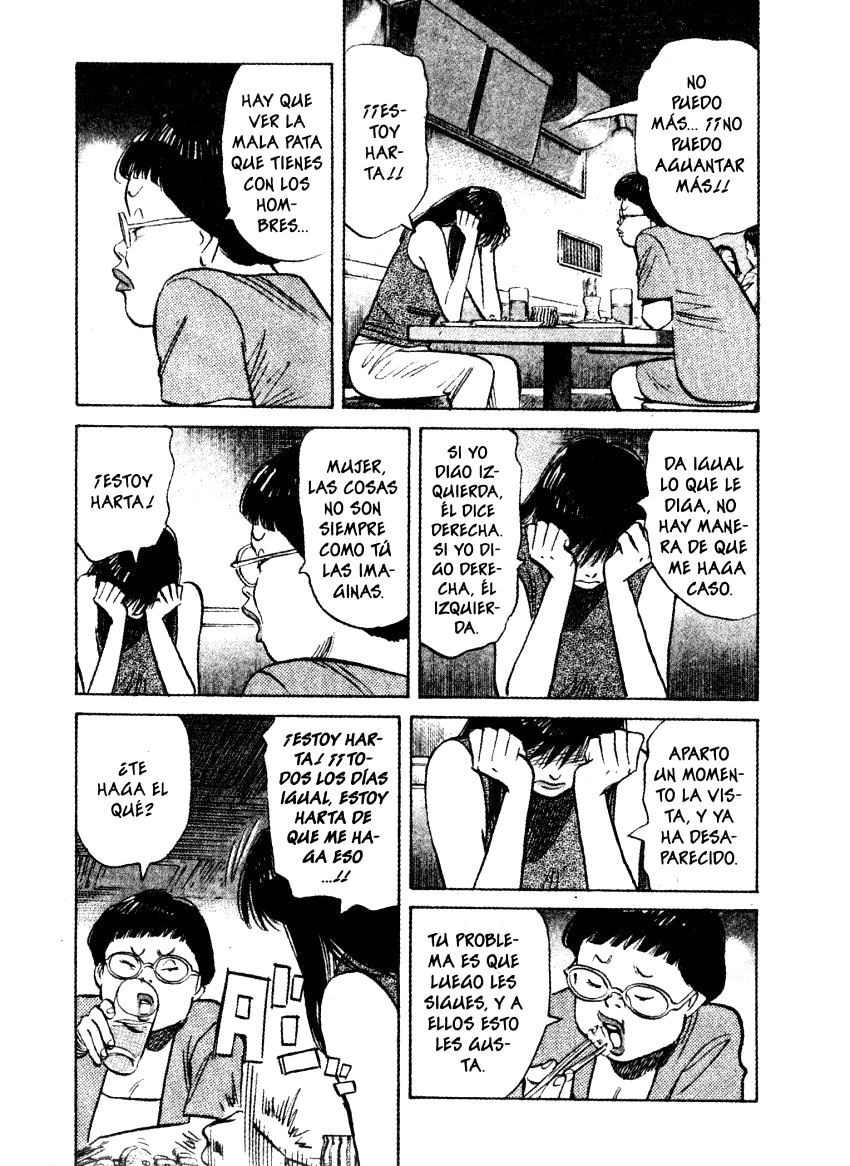 NO
PUEDO
MÁS... ¡¡NO
PUEDO
AGUANTAR
MÁS!!
¡¡ES-
TOY
HAR-
TA!!
HAY QUE
VER LA
MALA PATA
QUE TIENES
CON LOS
HOM-
BRES...
DA IGUAL
LO QUE LE
DIGA, NO
HAY MANE-
RA DE QUE
ME HAGA
CASO.
SI YO
DIGO IZ-
QUIERDA,
ÉL DICE
DERECHA.
SI YO DI-
GO DERE-
CHA, ÉL
IZQUIER-
DA.
MUJER,
LAS COSAS
NO SON
SIEMPRE
COMO TÚ
LAS IMA-
GINAS.
¡ESTOY
HARTA!
APARTO
UN MOMEN-
TO LA VIS-
TA, Y YA
HA DESA-
PARECIDO.
TU PROBLE-
MA ES QUE
LUEGO LES
SIGUES, Y A
ELLOS ESTO
LES GUS-
TA.
¡ESTOY HAR-
TA! ¡¡TO-
DOS LOS DÍAS
IGUAL, ESTOY
HARTA DE
QUE ME HA-
GA ESO
...!!
¿TE
HAGA EL
QUÉ?